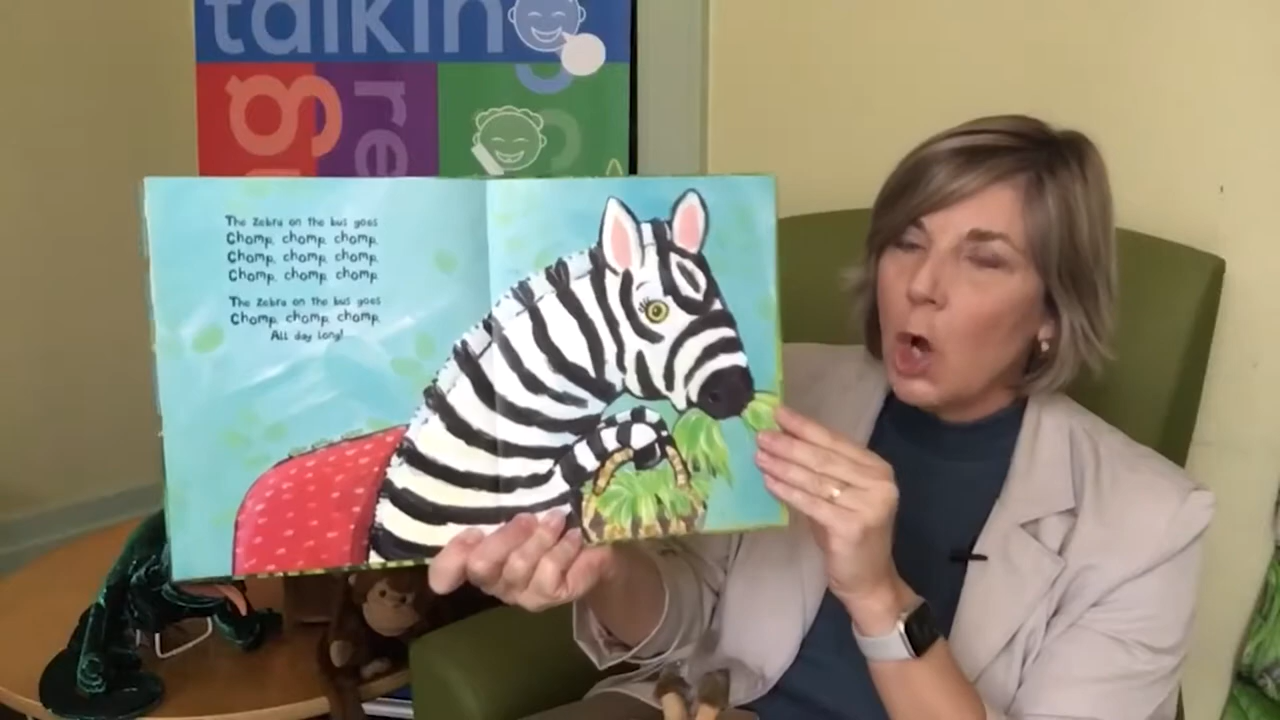 talkin
g
re
The zebra on the bus goes
Chomp, chomp, chomp,
Chomp, chomp, chomp,
Chomp, chomp, chomp.
The zebra on the bus goes
Chomp, chomp, chomp,
All day long!